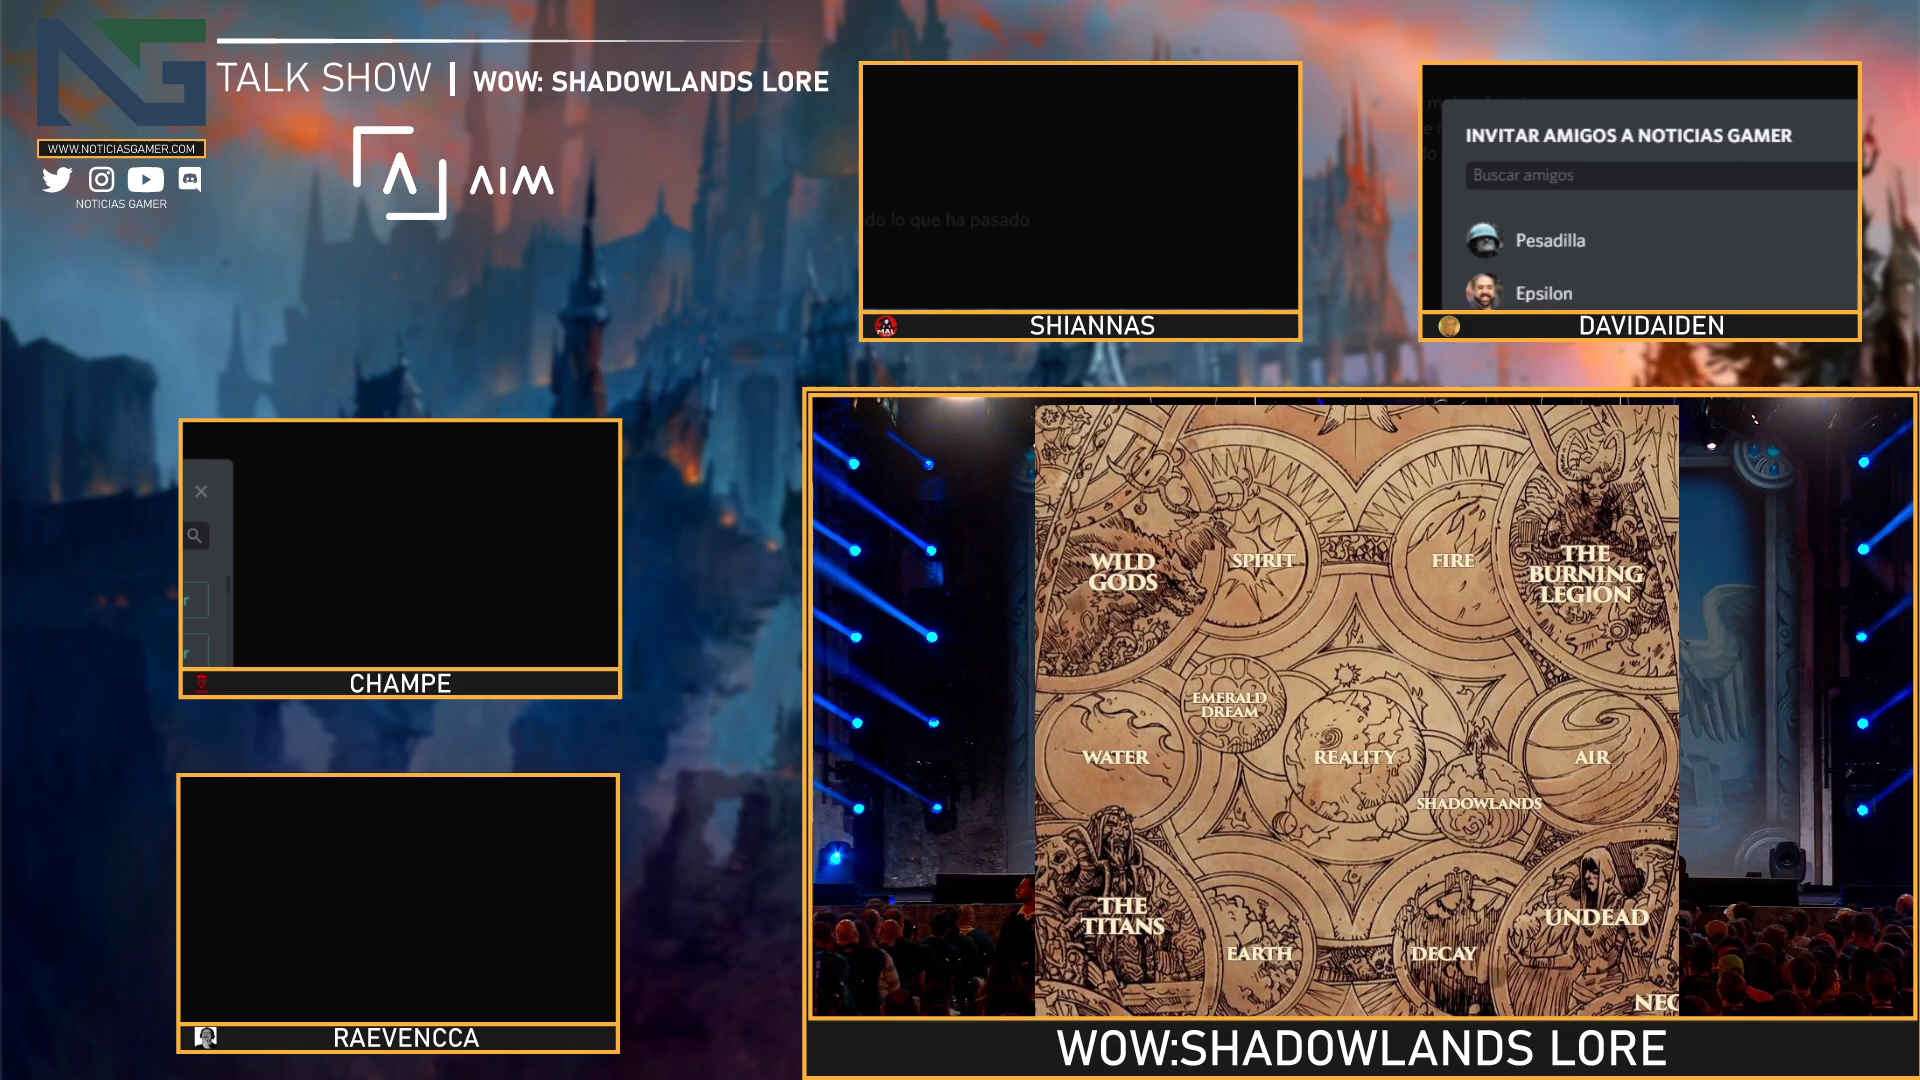 NG
TALK SHOW | WOW: SHADOWLANDS LORE
WWW.NOTICIASGAMER.COM
NOTICIAS GAMER
AIM
do lo que ha pasado
SHIANNAS
INVITAR AMIGOS A NOTICIAS GAMER
Buscar amigos
Pesadilla
Epsilon
DAVIDAIDEN
CHAMPE
RAEVENCCA
WILD
GODS
SPIRIT
FIRE
THE
BURNING
LEGION
EMERALD
DREAM
WATER
REALITY
AIR
SHADOWLANDS
THE
TITANS
EARTH
DECAY
UNDEAD
NEC
WOW:SHADOWLANDS LORE